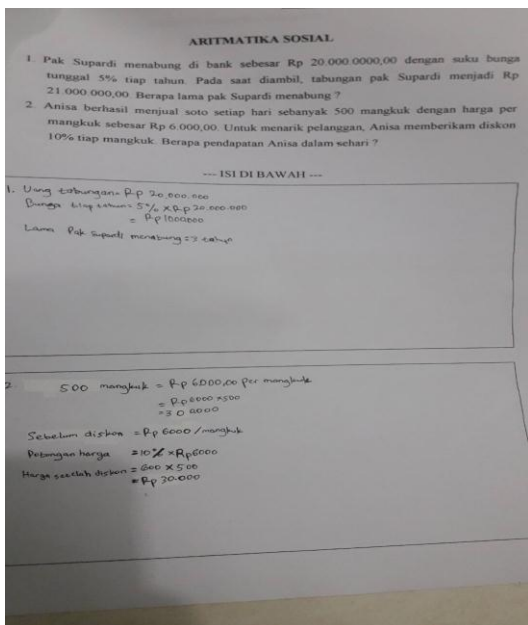 ARITMATIKA SOSIAL
1. Pak Supardi menabung di bank sebesar Rp 20.000.0000,00 dengan suku bunga
tunggal 5% tiap tahun. Pada saat diambil, tabungan pak Supardi menjadi Rp
21.000.000,00. Berapa lama pak Supardi menabung ?
2. Anisa berhasil menjual soto setiap hari sebanyak 500 mangkuk dengan harga per
mangkuk sebesar Rp 6.000,00. Untuk menarik pelanggan, Anisa memberikam diskon
10% tiap mangkuk. Berapa pendapatan Anisa dalam sehari ?
--- ISI DI BAWAH ---
1. Uang tabungan = Rp 20.000.000
Bunga tiap tahun = 5% x Rp 20.000.000
= Rp 1000000
Lama Pak Supardi menabung = tahun
2 500 mangkuk = Rp 6000,00 per mangkuk
= Rp 6000 x 500
= 300000
Sebelum diskon = Rp 6000 / mangkuk
Potongan harga = 10% x Rp6000
Harga setelah diskon = 600 x 500
= Rp 30.000